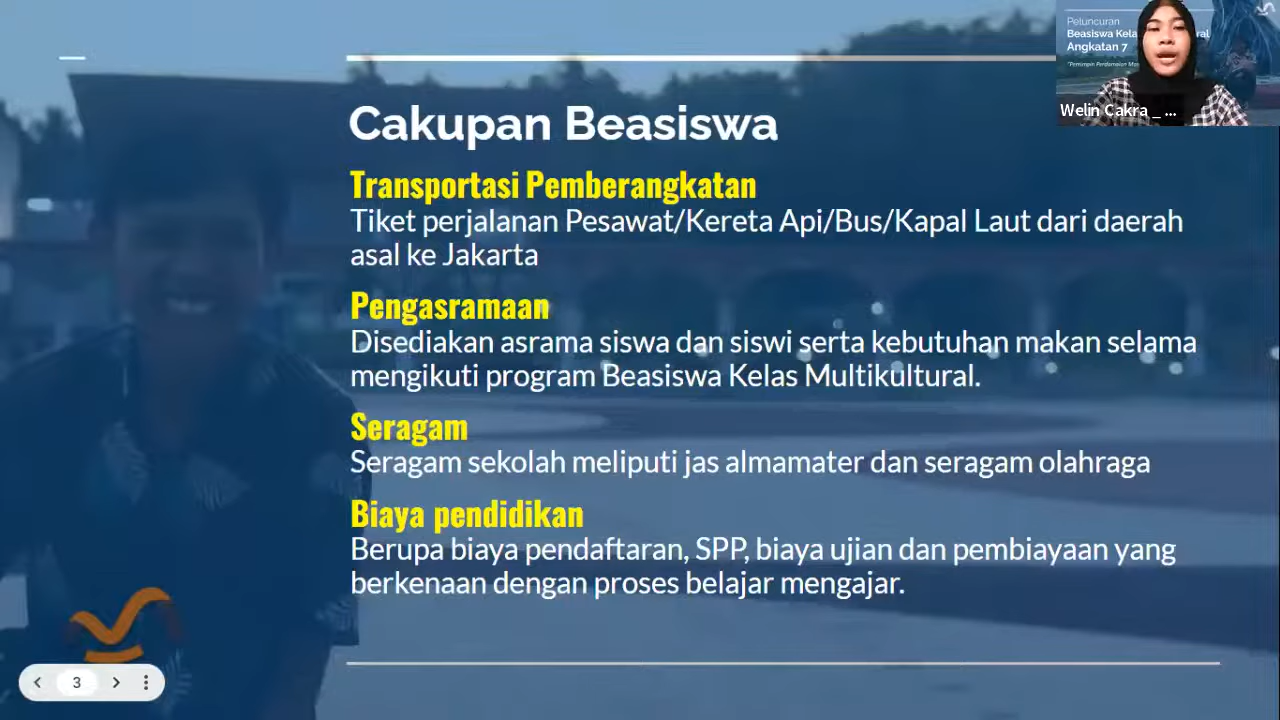 Cakupan Beasiswa
Transportasi Pemberangkatan
Tiket perjalanan Pesawat/Kereta Api/Bus/Kapal Laut dari daerah
asal ke Jakarta
Pengasramaan
Disediakan asrama siswa dan siswi serta kebutuhan makan selama
mengikuti program Beasiswa Kelas Multikultural.
Seragam
Seragam sekolah meliputi jas almamater dan seragam olahraga
Biaya pendidikan
Berupa biaya pendaftaran, SPP, biaya ujian dan pembiayaan yang
berkenaan dengan proses belajar mengajar.
3
Peluncuran
Beasiswa
Angkatan 7
Welin Cakra _ ...